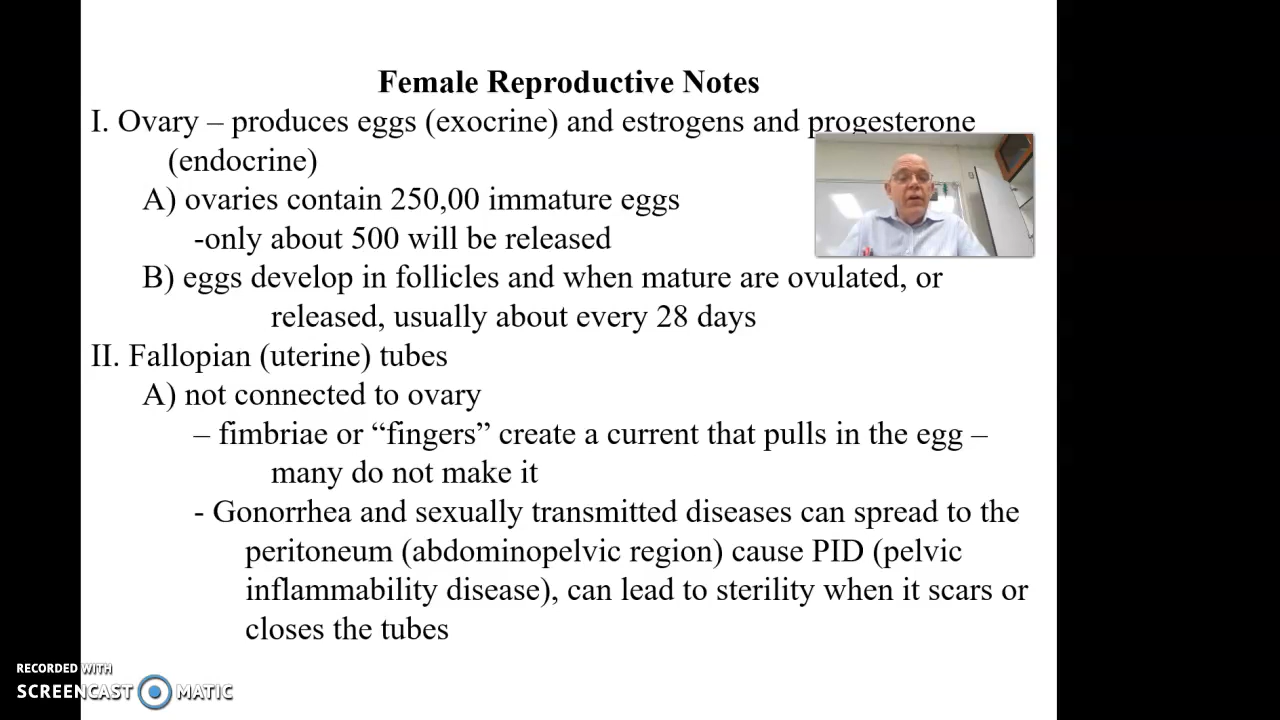 Female Reproductive Notes
I. Ovary – produces eggs (exocrine) and estrogens and progesterone
(endocrine)
A) ovaries contain 250,00 immature eggs
-only about 500 will be released
B) eggs develop in follicles and when mature are ovulated, or
released, usually about every 28 days
II. Fallopian (uterine) tubes
A) not connected to ovary
– fimbriae or “fingers” create a current that pulls in the egg –
many do not make it
- Gonorrhea and sexually transmitted diseases can spread to the
peritoneum (abdominopelvic region) cause PID (pelvic
inflammability disease), can lead to sterility when it scars or
closes the tubes
RECORDED WITH
SCREENCAST MATIC